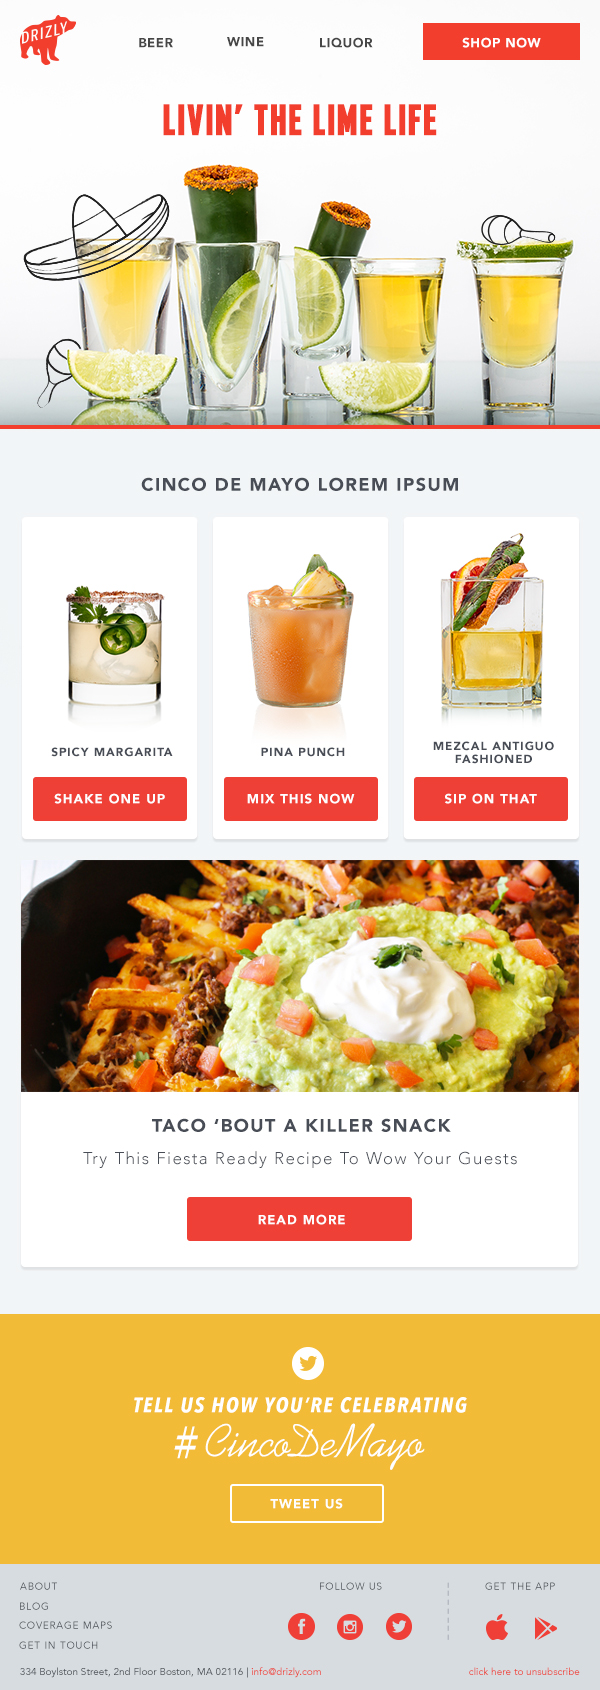 DRIZLY
BEER
WINE
LIQUOR
SHOP NOW
LIVIN’ THE LIME LIFE
CINCO DE MAYO LOREM IPSUM
SPICY MARGARITA
SHAKE ONE UP
PINA PUNCH
MIX THIS NOW
MEZCAL ANTIGUO
FASHIONED
SIP ON THAT
TACO ‘BOUT A KILLER SNACK
Try This Fiesta Ready Recipe To Wow Your Guests
READ MORE
TELL US HOW YOU’RE CELEBRATING
# CincoDeMayo
TWEET US
ABOUT
BLOG
COVERAGE MAPS
GET IN TOUCH
FOLLOW US
GET THE APP
334 Boylston Street, 2nd Floor Boston, MA 02116 | info@drizly.com
click here to unsubscribe